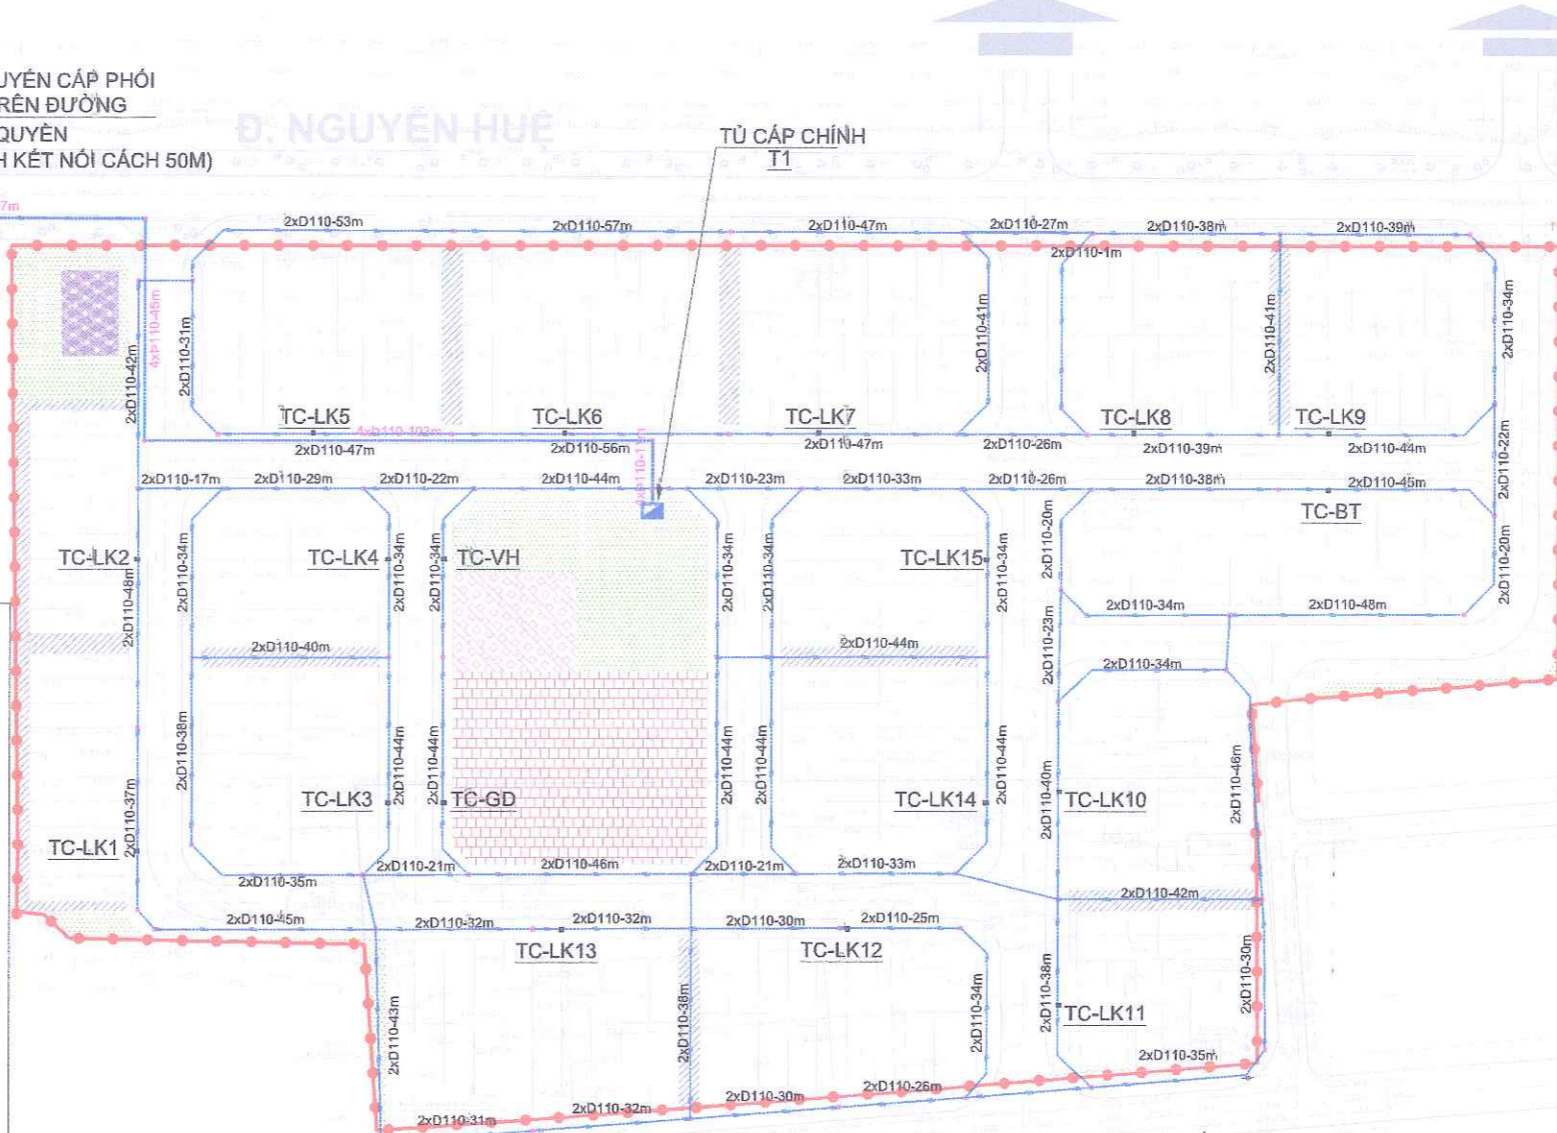 UYẾN CÁP PHỐI
RÊN ĐƯỜNG
QUYỀN
H KẾT NỐI CÁCH 50M)
Đ. NGUYỄN HUỆ
TỦ CÁP CHÍNH
T1
7m
2xD110-53m
2xD110-57m
2xD110-47m
2xD110-27m
2xD110-38m
2xD110-39m
2xD110-1m
2xD110-42m
4xD110-46m
2xD110-31m
2xD110-41m
2xD110-41m
2xD110-34m
TC-LK5
TC-LK6
TC-LK7
TC-LK8
TC-LK9
4xD110-102m
2xD110-47m
2xD110-56m
2xD110-47m
2xD110-26m
2xD110-39m
2xD110-44m
2xD110-22m
2xD110-17m
2xD110-29m
2xD110-22m
2xD110-44m
2xD110-23m
2xD110-33m
2xD110-26m
2xD110-38m
2xD110-45m
TC-BT
TC-LK2
TC-LK4
TC-VH
TC-LK15
2xD110-48m
2xD110-34m
2xD110-34m
2xD110-34m
2xD110-34m
2xD110-34m
2xD110-34m
2xD110-20m
2xD110-20m
2xD110-34m
2xD110-48m
2xD110-40m
2xD110-44m
2xD110-23m
2xD110-34m
2xD110-37m
2xD110-38m
2xD110-44m
2xD110-44m
2xD110-44m
2xD110-44m
2xD110-44m
2xD110-40m
2xD110-46m
TC-LK1
TC-LK3
TC-GD
TC-LK14
TC-LK10
2xD110-35m
2xD110-21m
2xD110-46m
2xD110-21m
2xD110-33m
2xD110-42m
2xD110-45m
2xD110-32m
2xD110-32m
2xD110-30m
2xD110-25m
TC-LK13
TC-LK12
2xD110-43m
2xD110-38m
2xD110-34m
2xD110-38m
2xD110-30m
TC-LK11
2xD110-35m
2xD110-31m
2xD110-32m
2xD110-30m
2xD110-26m